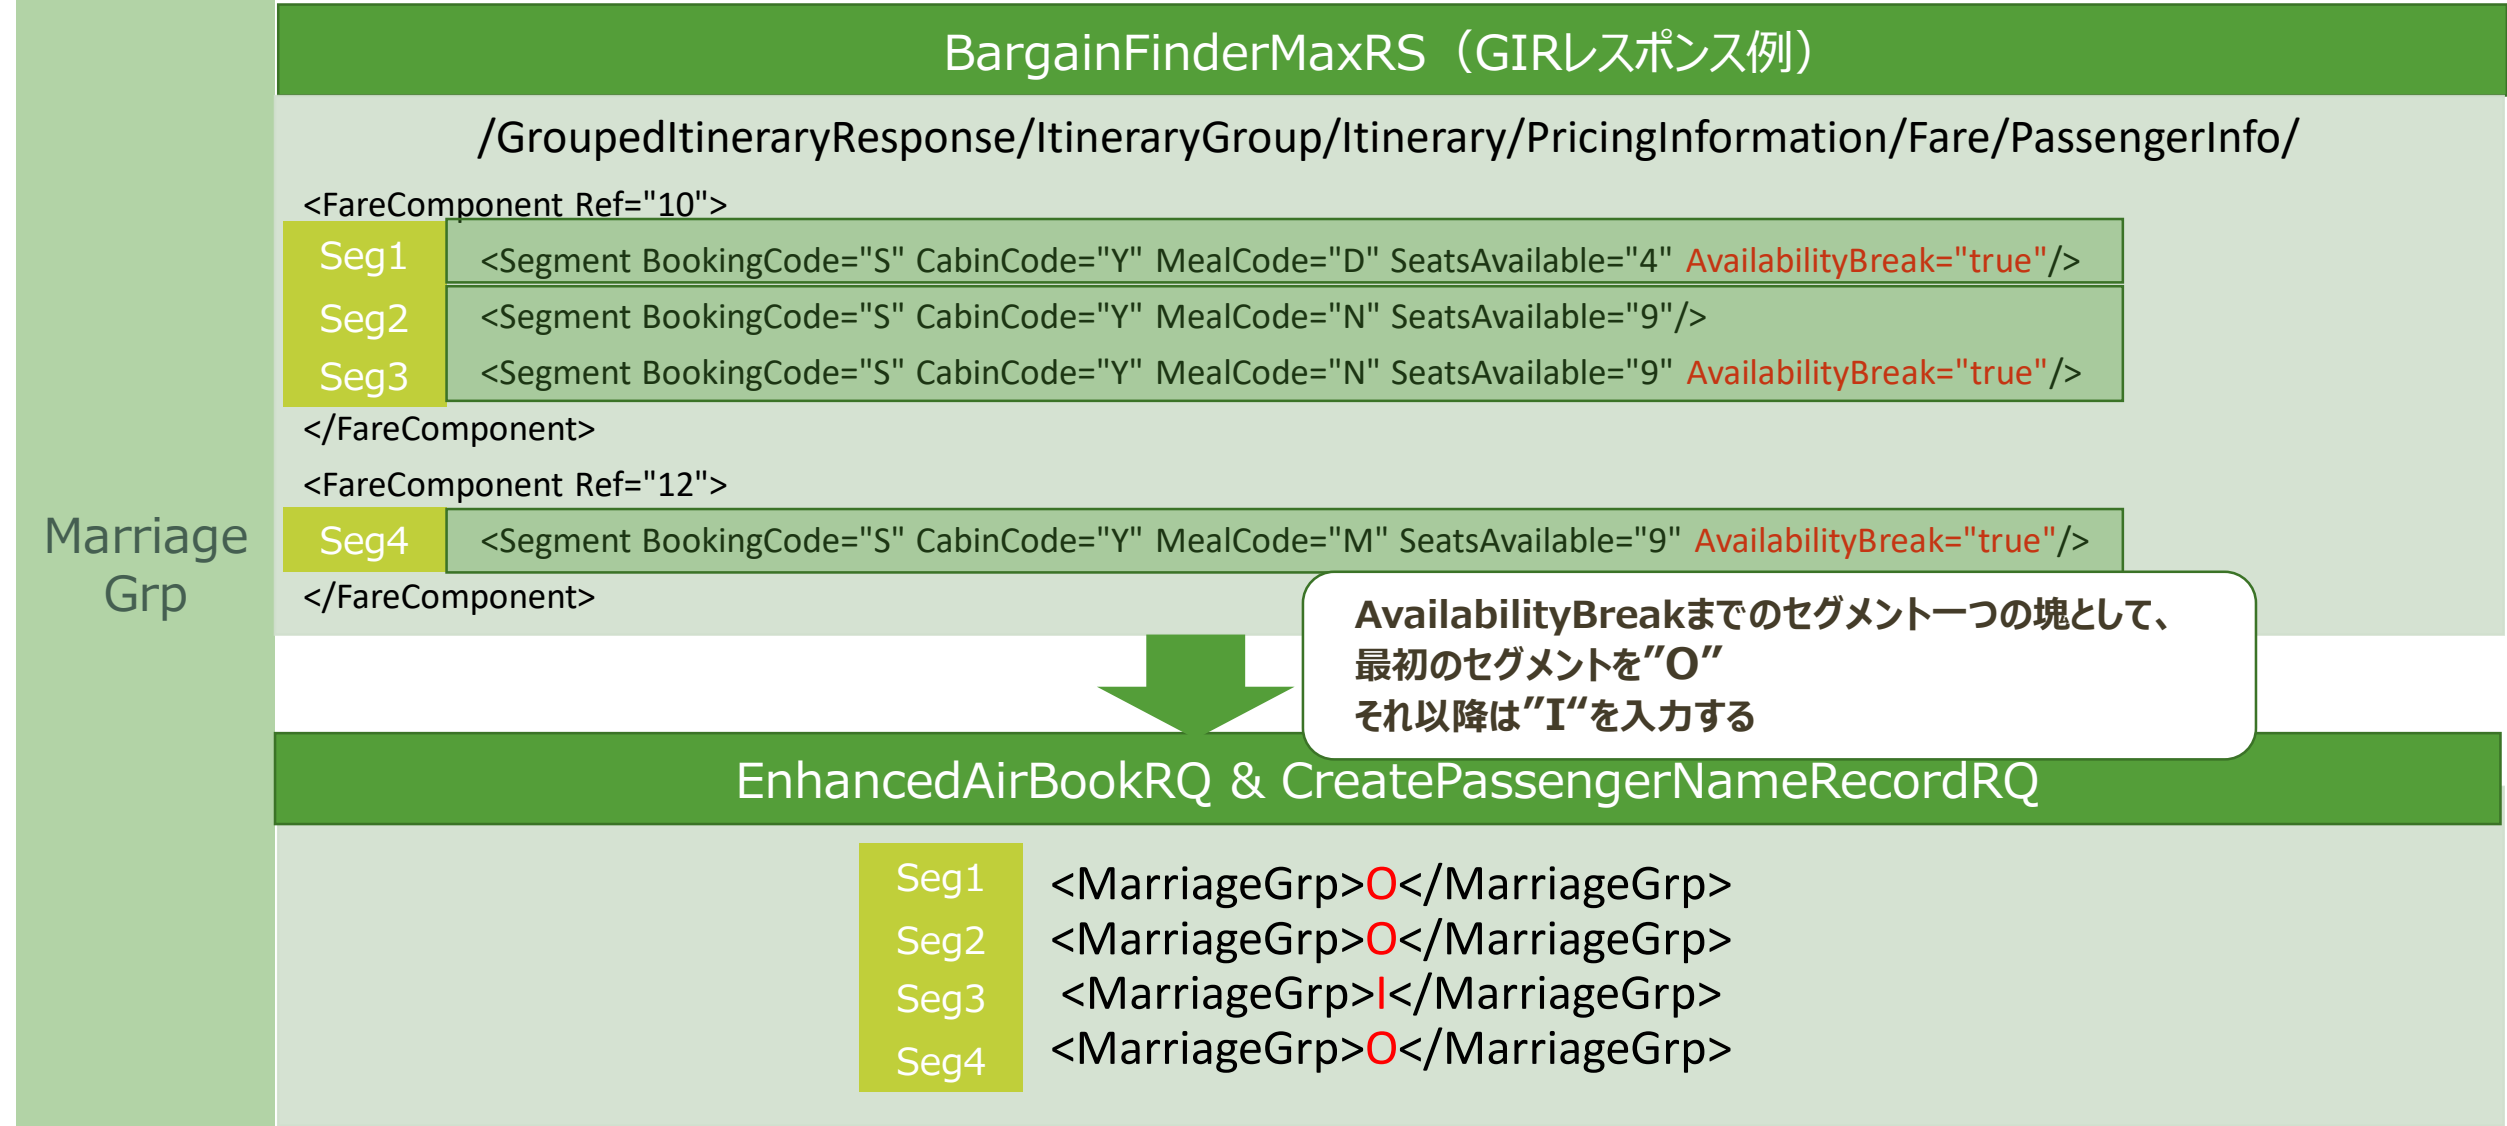 BargainFinderMaxRS（GIRレスポンス例）
/GroupedItineraryResponse/ItineraryGroup/Itinerary/PricingInformation/Fare/PassengerInfo/
<FareComponent Ref="10">
Seg1 <Segment BookingCode="S" CabinCode="Y" MealCode="D" SeatsAvailable="4" AvailabilityBreak="true"/>
Seg2 <Segment BookingCode="S" CabinCode="Y" MealCode="N" SeatsAvailable="9"/>
Seg3 <Segment BookingCode="S" CabinCode="Y" MealCode="N" SeatsAvailable="9" AvailabilityBreak="true"/>
</FareComponent>
<FareComponent Ref="12">
Seg4 <Segment BookingCode="S" CabinCode="Y" MealCode="M" SeatsAvailable="9" AvailabilityBreak="true"/>
</FareComponent>
Marriage
Grp
AvailabilityBreakまでのセグメント一つの塊として、
最初のセグメントを”O”
それ以降は”I“を入力する
EnhancedAirBookRQ & CreatePassengerNameRecordRQ
Seg1 <MarriageGrp>O</MarriageGrp>
Seg2 <MarriageGrp>O</MarriageGrp>
Seg3 <MarriageGrp>I</MarriageGrp>
Seg4 <MarriageGrp>O</MarriageGrp>